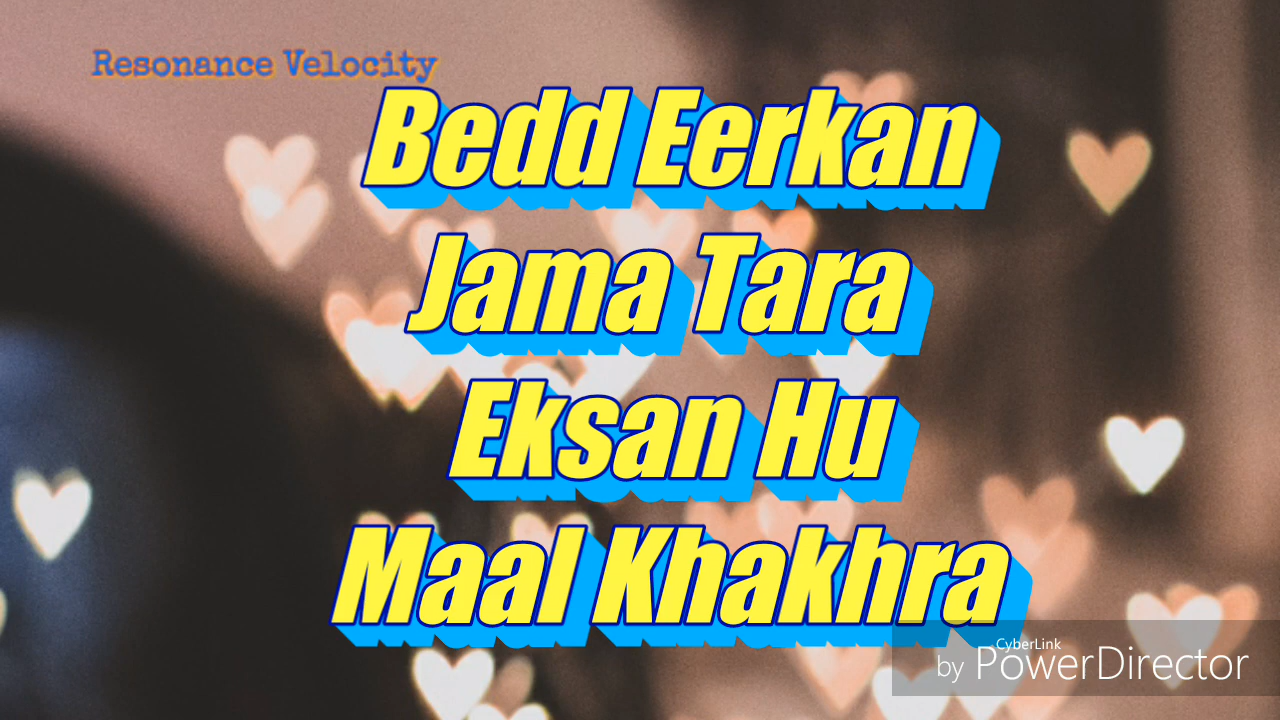 Resonance Velocity
Bedd Eerkan
Jama Tara
Eksan Hu
Maal Khakhra
by CyberLink PowerDirector